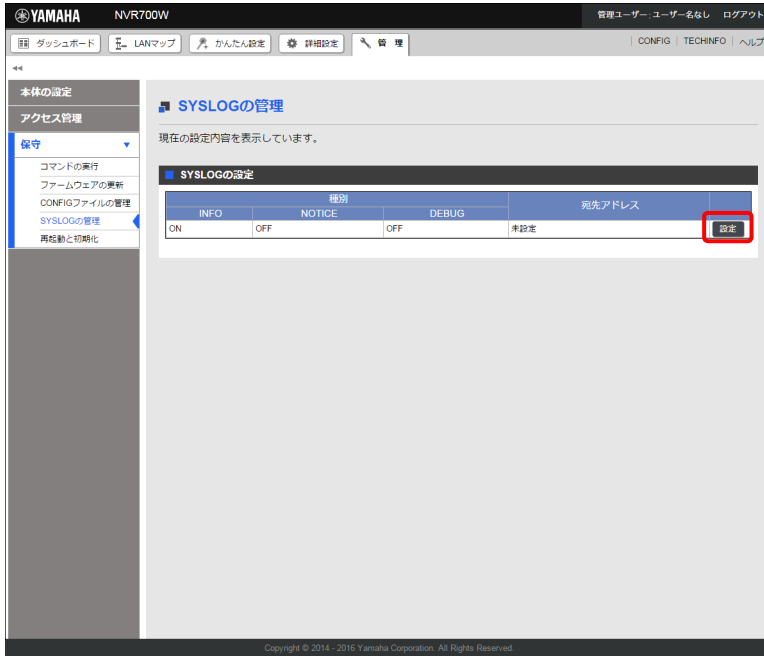 YAMAHA NVR700W 管理ユーザー:ユーザー名なし ログアウト
ダッシュボード LANマップ かんたん設定 詳細設定 管 理 CONFIG TECHINFO ヘルプ
本体の設定
アクセス管理
保守
コマンドの実行
ファームウェアの更新
CONFIGファイルの管理
SYSLOGの管理
再起動と初期化
SYSLOGの管理
現在の設定内容を表示しています。
SYSLOGの設定
種別 宛先アドレス
INFO NOTICE DEBUG
ON OFF OFF 未設定 設定
Copyright © 2014 - 2016 Yamaha Corporation. All Rights Reserved.